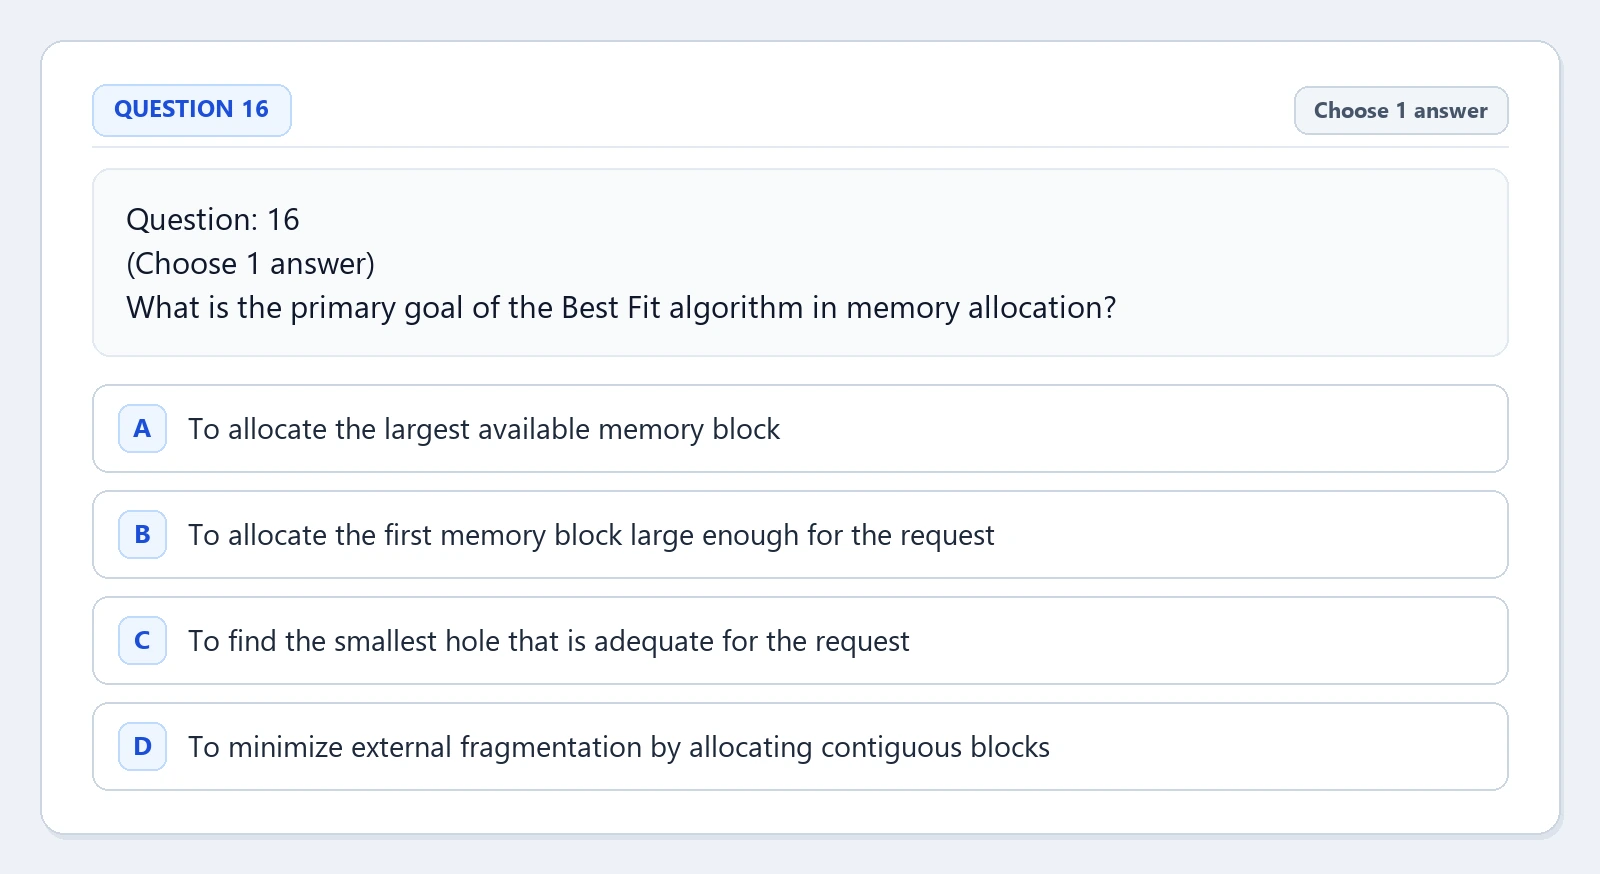 QUESTION 16
Choose 1 answer
Question: 16
(Choose 1 answer)
What is the primary goal of the Best Fit algorithm in memory allocation?
A To allocate the largest available memory block
B To allocate the first memory block large enough for the request
C To find the smallest hole that is adequate for the request
D To minimize external fragmentation by allocating contiguous blocks